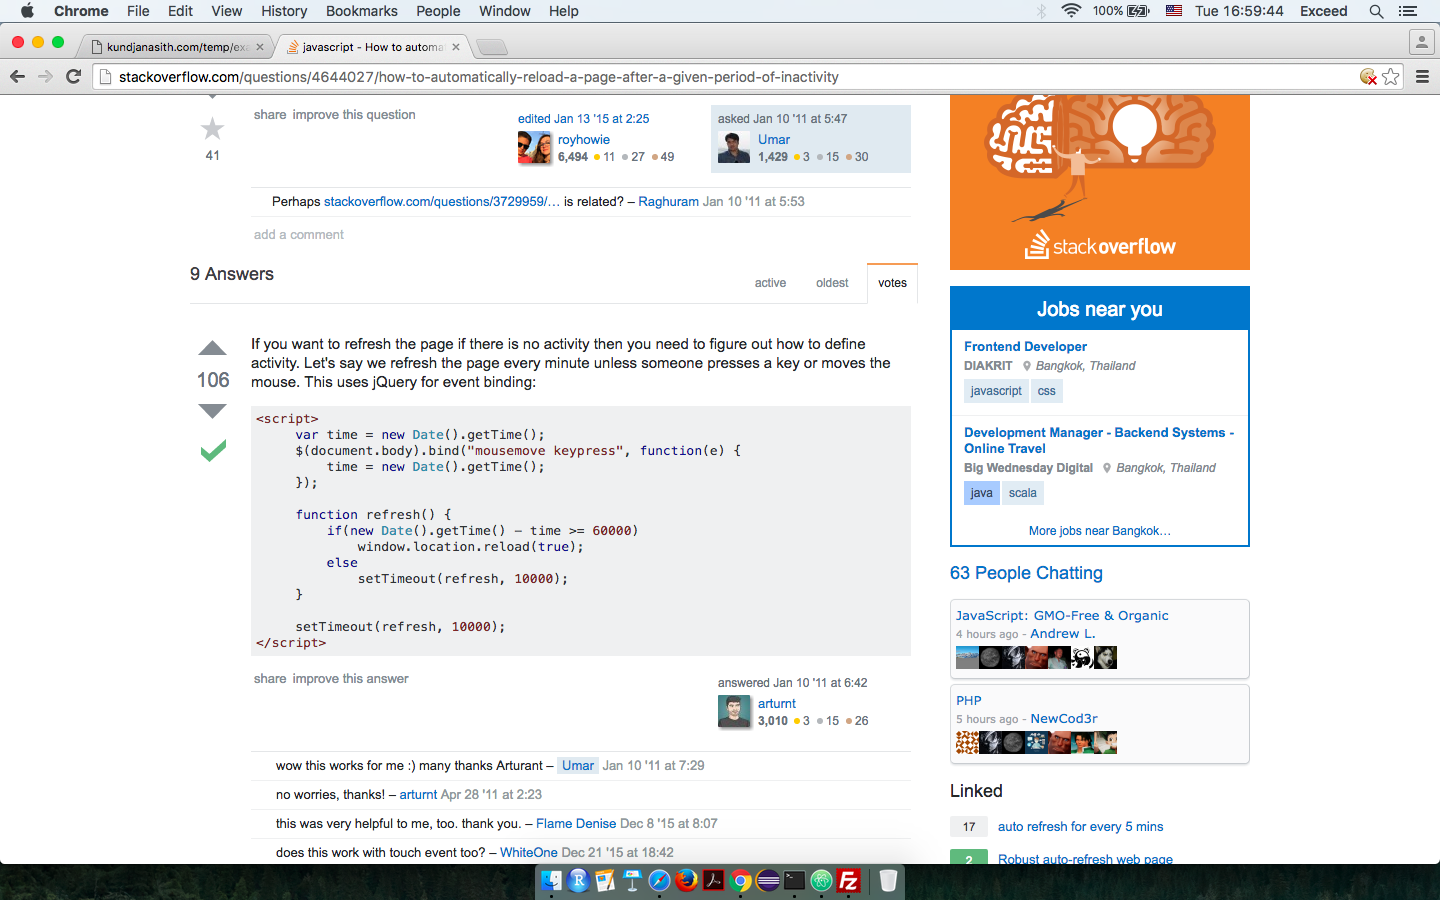 Chrome File Edit View History Bookmarks People Window Help 100% Tue 16:59:44 Exceed
kundjanasith.com/temp/ex
javascript - How to automa
stackoverflow.com/questions/4644027/how-to-automatically-reload-a-page-after-a-given-period-of-inactivity
share improve this question
41
edited Jan 13 '15 at 2:25
royhowie
6,494 11 27 49
asked Jan 10 '11 at 5:47
Umar
1,429 3 15 30
Perhaps stackoverflow.com/questions/3729959/… is related? – Raghuram Jan 10 '11 at 5:53
add a comment
9 Answers
active oldest votes
106
If you want to refresh the page if there is no activity then you need to figure out how to define
activity. Let's say we refresh the page every minute unless someone presses a key or moves the
mouse. This uses jQuery for event binding:
<script>
var time = new Date().getTime();
$(document.body).bind("mousemove keypress", function(e) {
time = new Date().getTime();
});
function refresh() {
if(new Date().getTime() - time >= 60000)
window.location.reload(true);
else
setTimeout(refresh, 10000);
}
setTimeout(refresh, 10000);
</script>
share improve this answer
answered Jan 10 '11 at 6:42
arturnt
3,010 3 15 26
wow this works for me :) many thanks Arturant – Umar Jan 10 '11 at 7:29
no worries, thanks! – arturnt Apr 28 '11 at 2:23
this was very helpful to me, too. thank you. – Flame Denise Dec 8 '15 at 8:07
does this work with touch event too? – WhiteOne Dec 21 '15 at 18:42
stackoverflow
Jobs near you
Frontend Developer
DIAKRIT Bangkok, Thailand
javascript css
Development Manager - Backend Systems -
Online Travel
Big Wednesday Digital Bangkok, Thailand
java scala
More jobs near Bangkok…
63 People Chatting
JavaScript: GMO-Free & Organic
4 hours ago - Andrew L.
PHP
5 hours ago - NewCod3r
Linked
17 auto refresh for every 5 mins
2 Robust auto-refresh web page
R
Fz